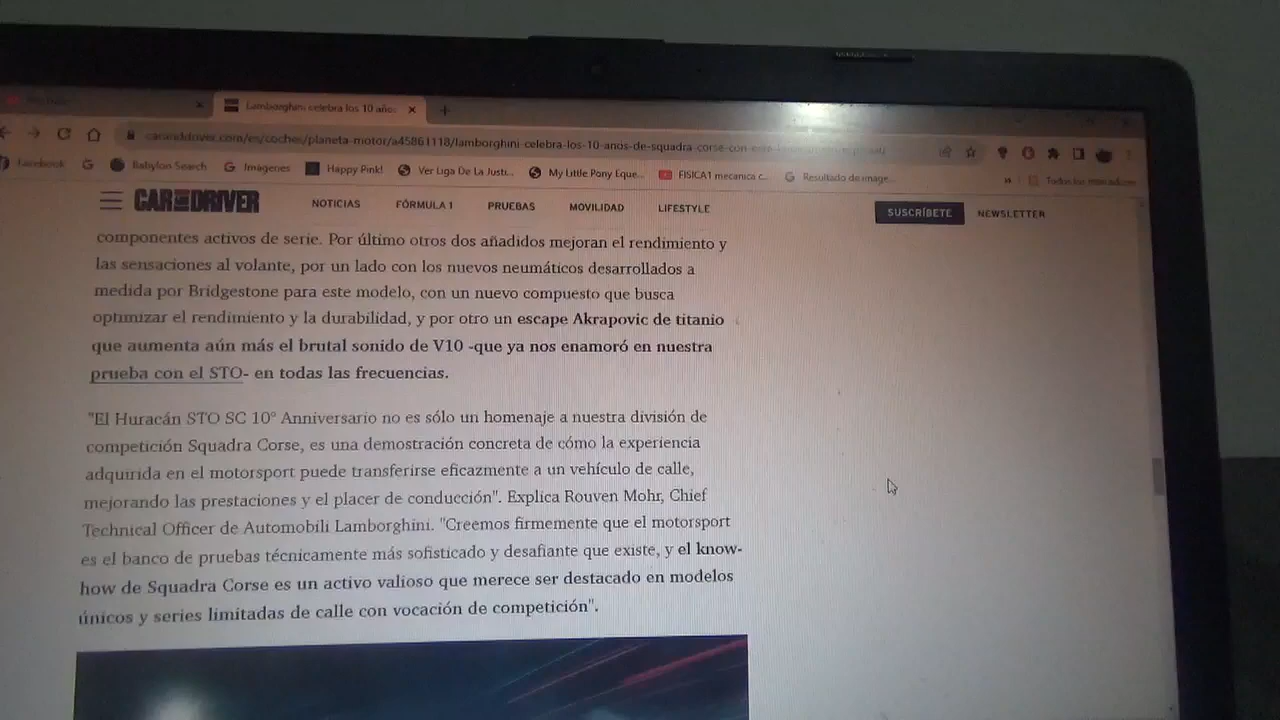 Lamborghini celebra los 10 años
caranddriver.com/es/coches/planeta-motor/a45861118/lamborghini-celebra-los-10-anos-de-squadra-corse-con-este
Facebook Babylon Search Imágenes Happy Pink! Ver Liga De La Justi... My Little Pony Eque... FISICA1 mecanica c... Resultado de image... » Todos los marcadores
CAR AND DRIVER NOTICIAS FÓRMULA 1 PRUEBAS MOVILIDAD LIFESTYLE SUSCRÍBETE NEWSLETTER
componentes activos de serie. Por último otros dos añadidos mejoran el rendimiento y
las sensaciones al volante, por un lado con los nuevos neumáticos desarrollados a
medida por Bridgestone para este modelo, con un nuevo compuesto que busca
optimizar el rendimiento y la durabilidad, y por otro un escape Akrapovic de titanio
que aumenta aún más el brutal sonido de V10 -que ya nos enamoró en nuestra
prueba con el STO- en todas las frecuencias.
"El Huracán STO SC 10° Anniversario no es sólo un homenaje a nuestra división de
competición Squadra Corse, es una demostración concreta de cómo la experiencia
adquirida en el motorsport puede transferirse eficazmente a un vehículo de calle,
mejorando las prestaciones y el placer de conducción". Explica Rouven Mohr, Chief
Technical Officer de Automobili Lamborghini. "Creemos firmemente que el motorsport
es el banco de pruebas técnicamente más sofisticado y desafiante que existe, y el know-
how de Squadra Corse es un activo valioso que merece ser destacado en modelos
únicos y series limitadas de calle con vocación de competición".